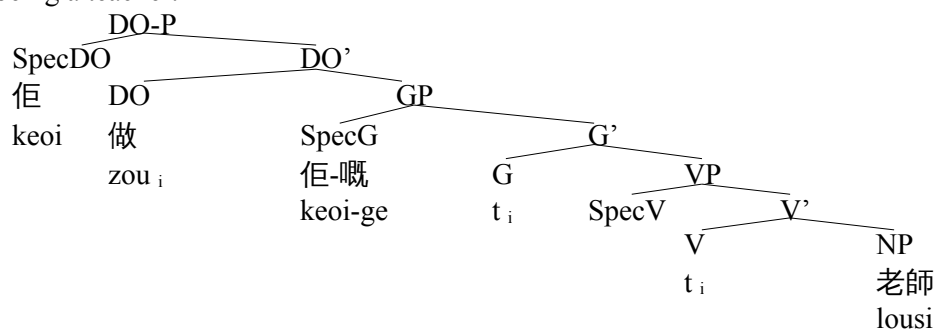 DO-P
SpecDO DO’
佢 DO GP
keoi 做 SpecG G’
zou i 佢-嘅 G VP
keoi-ge t i SpecV V’
V NP
t i 老師
lousi